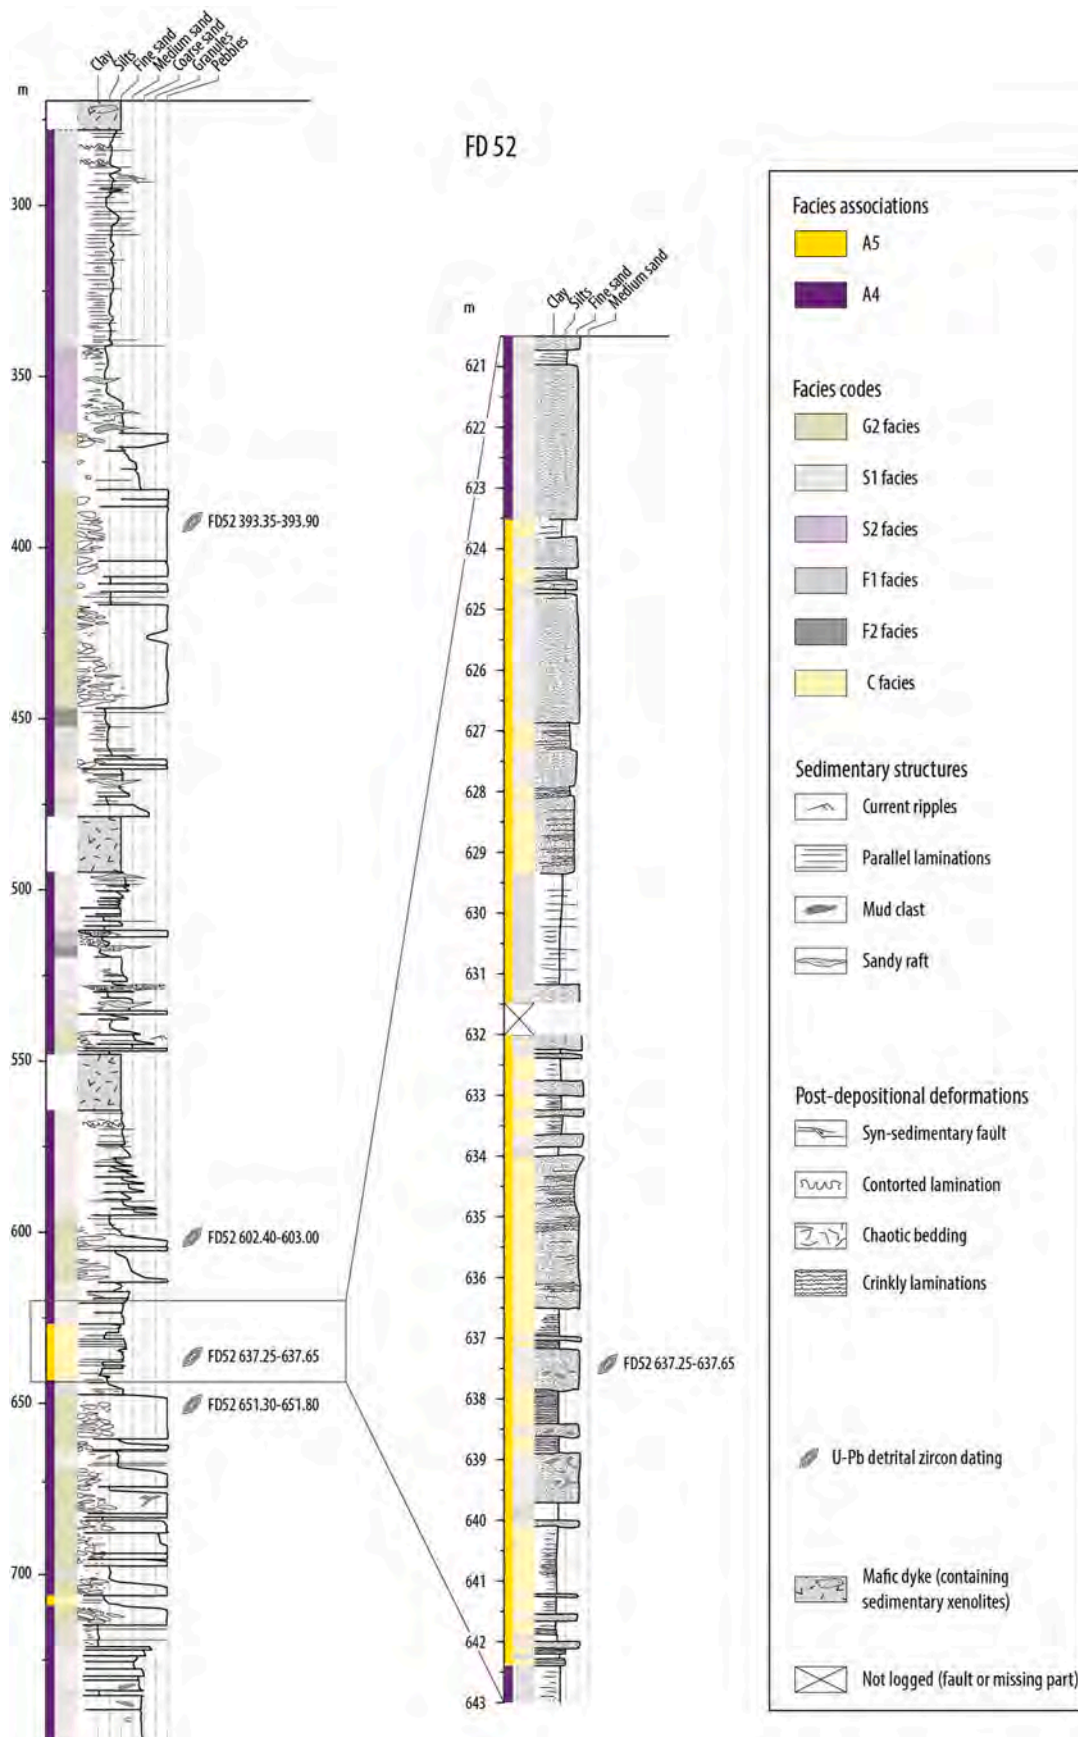 Clay
Silts
Fine sand
Medium sand
Coarse sand
Granules
Pebbles
m
300
350
400
450
500
550
600
650
700
FD52 393.35-393.90
FD52 602.40-603.00
FD52 637.25-637.65
FD52 651.30-651.80
FD 52
Clay
Silts
Fine sand
Medium sand
m
621
622
623
624
625
626
627
628
629
630
631
632
633
634
635
636
637
638
639
640
641
642
643
FD52 637.25-637.65
Facies associations
A5
A4
Facies codes
G2 facies
S1 facies
S2 facies
F1 facies
F2 facies
C facies
Sedimentary structures
Current ripples
Parallel laminations
Mud clast
Sandy raft
Post-depositional deformations
Syn-sedimentary fault
Contorted lamination
Chaotic bedding
Crinkly laminations
U-Pb detrital zircon dating
Mafic dyke (containing
sedimentary xenolites)
Not logged (fault or missing part)